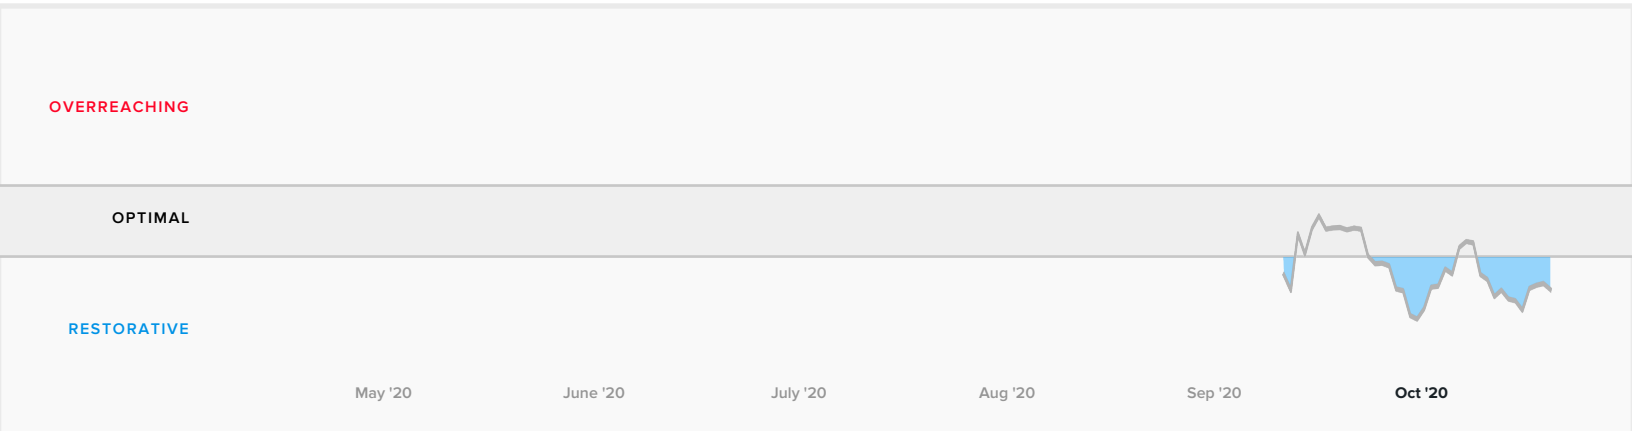 OVERREACHING
OPTIMAL
RESTORATIVE
May '20 June '20 July '20 Aug '20 Sep '20 Oct '20